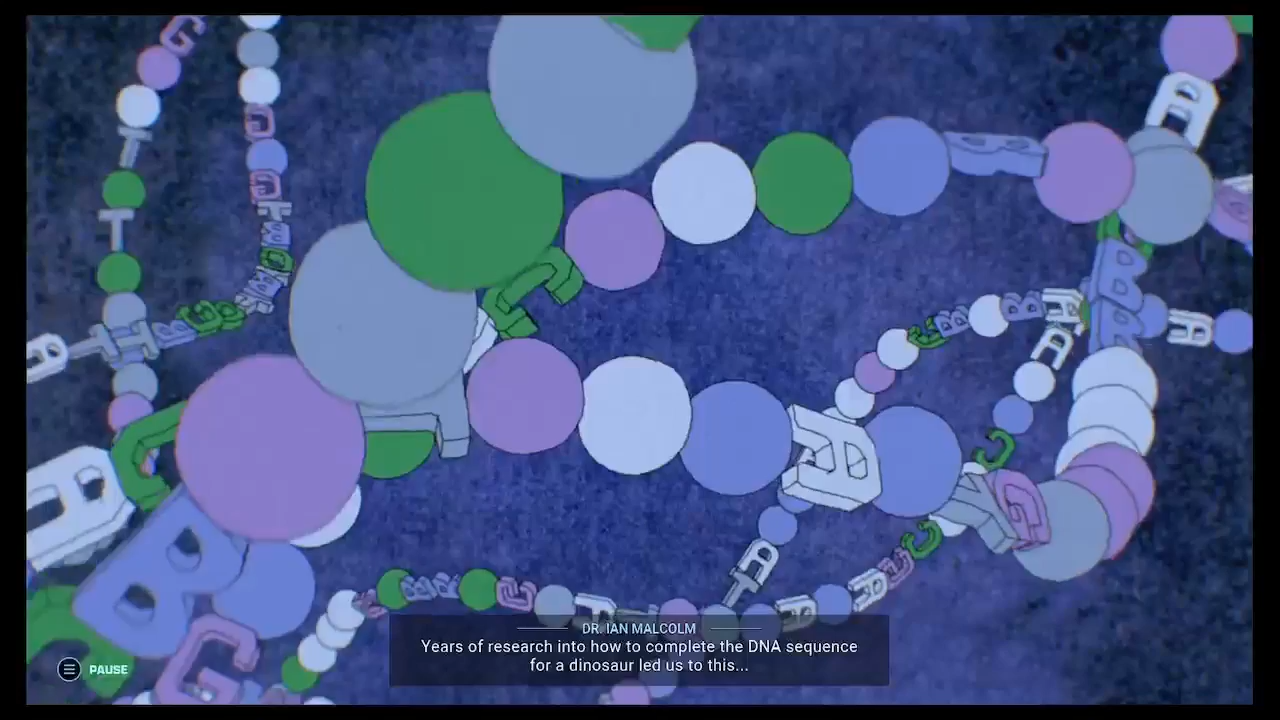 DR. IAN MALCOLM
Years of research into how to complete the DNA sequence
for a dinosaur led us to this...
PAUSE